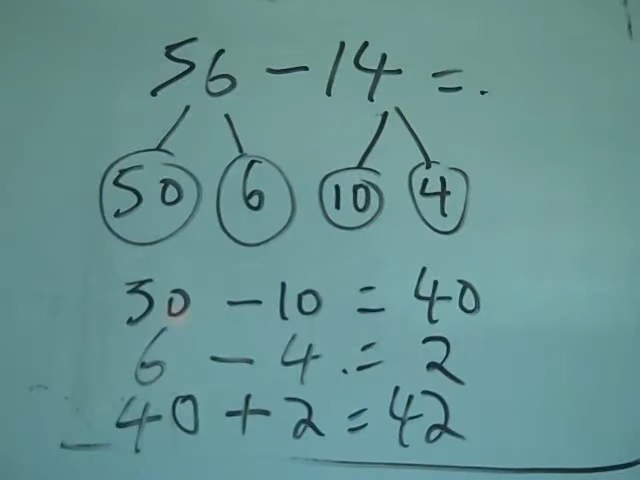 56 - 14 =.
50 6 10 4
50 - 10 = 40
6 - 4 .= 2
40 + 2 = 42